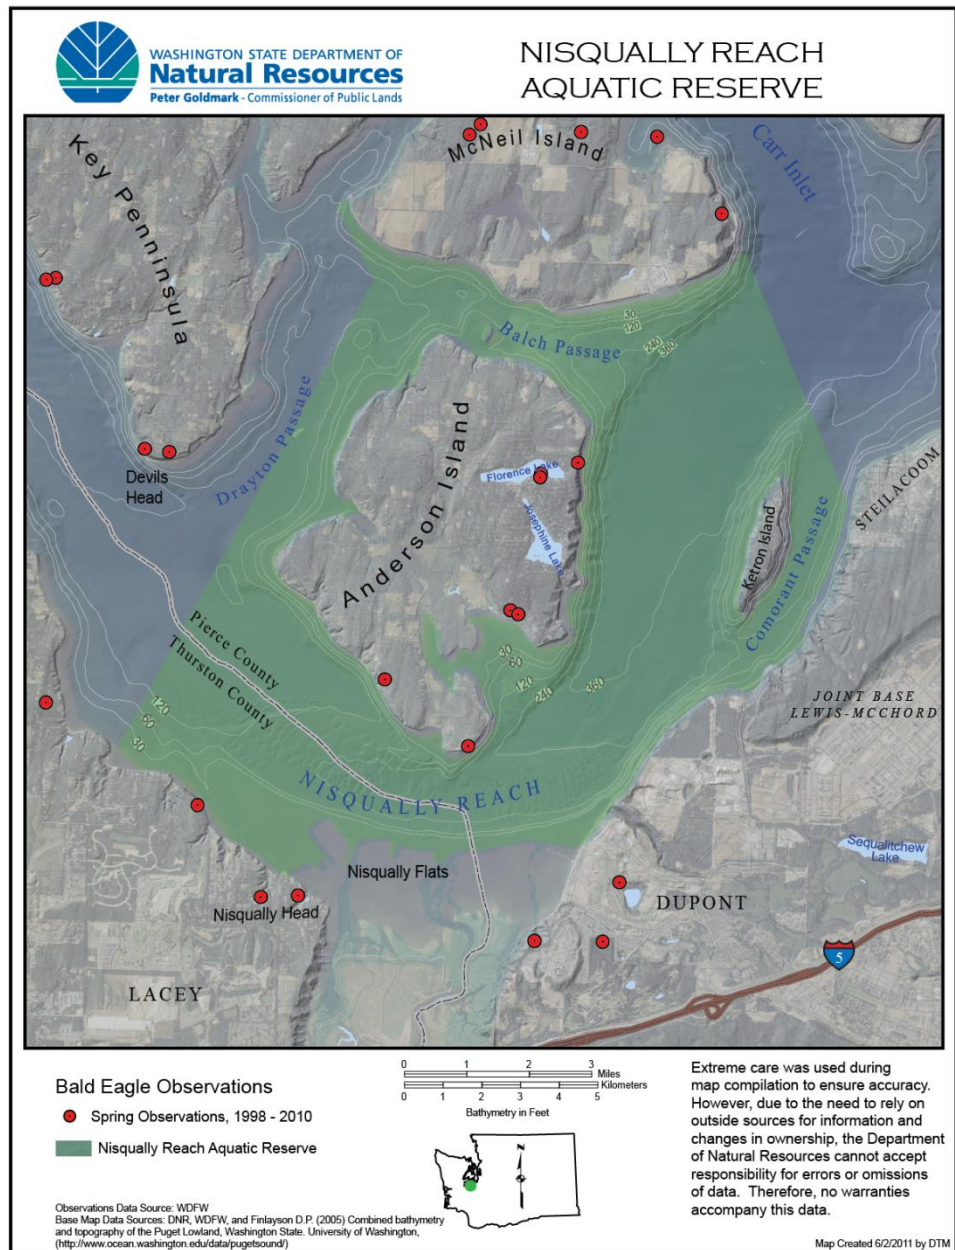 WASHINGTON STATE DEPARTMENT OF
Natural Resources
Peter Goldmark - Commissioner of Public Lands
NISQUALLY REACH
AQUATIC RESERVE
Key Penninsula
McNeil Island
Carr Inlet
30
120
240
360
Balch Passage
Drayton Passage
Devils
Head
Anderson Island
Florence Lake
Josephine Lake
Ketron Island
Comorant Passage
STEILACOOM
Pierce County
Thurston County
30
60
120
240
360
JOINT BASE
LEWIS-MCCHORD
120
60
30
NISQUALLY REACH
Nisqually Flats
Sequalitchew
Lake
Nisqually Head
DUPONT
5
LACEY
Bald Eagle Observations
Spring Observations, 1998 - 2010
Nisqually Reach Aquatic Reserve
0 1 2 3
Miles
Kilometers
0 1 2 3 4 5
Bathymetry in Feet
N
Extreme care was used during
map compilation to ensure accuracy.
However, due to the need to rely on
outside sources for information and
changes in ownership, the Department
of Natural Resources cannot accept
responsibility for errors or omissions
of data. Therefore, no warranties
accompany this data.
Observations Data Source: WDFW
Base Map Data Sources: DNR, WDFW, and Finlayson D.P. (2005) Combined bathymetry
and topography of the Puget Lowland, Washington State. University of Washington,
(http://www.ocean.washington.edu/data/pugetsound/)
Map Created 6/2/2011 by DTM